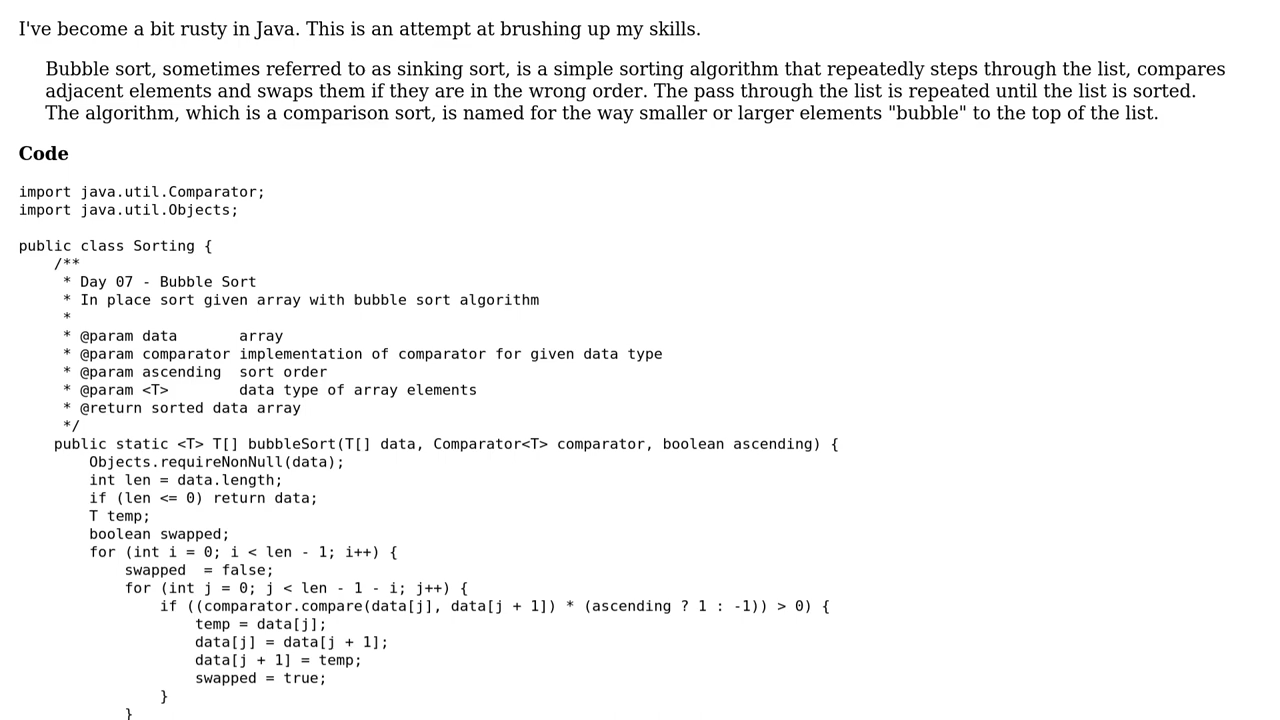 I've become a bit rusty in Java. This is an attempt at brushing up my skills.
Bubble sort, sometimes referred to as sinking sort, is a simple sorting algorithm that repeatedly steps through the list, compares
adjacent elements and swaps them if they are in the wrong order. The pass through the list is repeated until the list is sorted.
The algorithm, which is a comparison sort, is named for the way smaller or larger elements "bubble" to the top of the list.
Code
import java.util.Comparator;
import java.util.Objects;
public class Sorting {
    /**
     * Day 07 - Bubble Sort
     * In place sort given array with bubble sort algorithm
     *
     * @param data       array
     * @param comparator implementation of comparator for given data type
     * @param ascending  sort order
     * @param <T>        data type of array elements
     * @return sorted data array
     */
    public static <T> T[] bubbleSort(T[] data, Comparator<T> comparator, boolean ascending) {
        Objects.requireNonNull(data);
        int len = data.length;
        if (len <= 0) return data;
        T temp;
        boolean swapped;
        for (int i = 0; i < len - 1; i++) {
            swapped  = false;
            for (int j = 0; j < len - 1 - i; j++) {
                if ((comparator.compare(data[j], data[j + 1]) * (ascending ? 1 : -1)) > 0) {
                    temp = data[j];
                    data[j] = data[j + 1];
                    data[j + 1] = temp;
                    swapped = true;
                }
            }